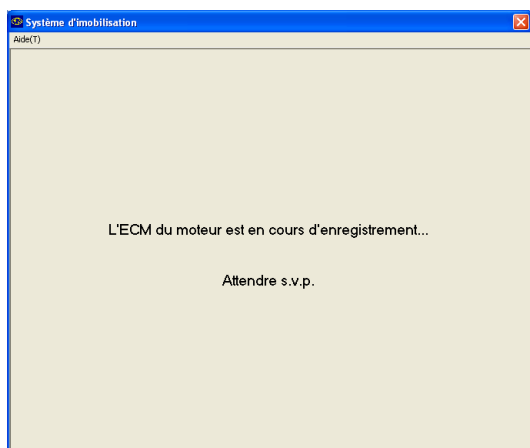 Système d'imobilisation
Aide(T)
L'ECM du moteur est en cours d'enregistrement...
Attendre s.v.p.